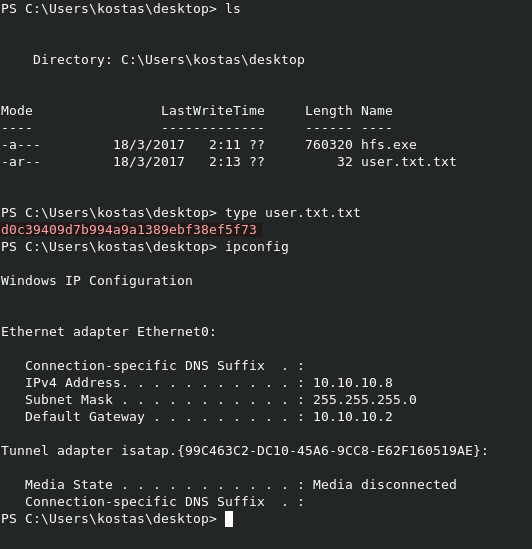 PS C:\Users\kostas\desktop> ls
Directory: C:\Users\kostas\desktop
Mode                LastWriteTime     Length Name
----                -------------     ------ ----
-a---         18/3/2017   2:11 ??     760320 hfs.exe
-ar--         18/3/2017   2:13 ??         32 user.txt.txt
PS C:\Users\kostas\desktop> type user.txt.txt
d0c39409d7b994a9a1389ebf38ef5f73
PS C:\Users\kostas\desktop> ipconfig
Windows IP Configuration
Ethernet adapter Ethernet0:
Connection-specific DNS Suffix  . :
IPv4 Address. . . . . . . . . . . : 10.10.10.8
Subnet Mask . . . . . . . . . . . : 255.255.255.0
Default Gateway . . . . . . . . . : 10.10.10.2
Tunnel adapter isatap.{99C463C2-DC10-45A6-9CC8-E62F160519AE}:
Media State . . . . . . . . . . . : Media disconnected
Connection-specific DNS Suffix  . :
PS C:\Users\kostas\desktop>